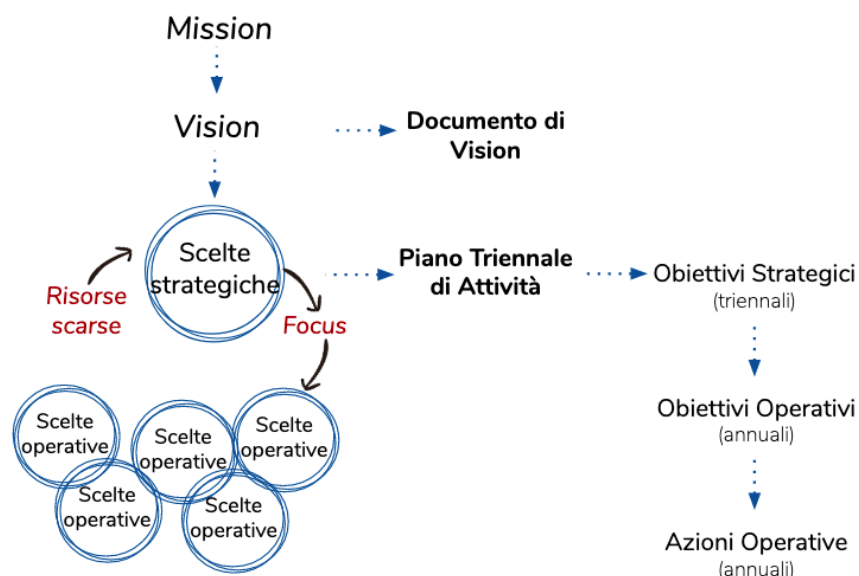 Mission
Vision
Documento di
Vision
Scelte
strategiche
Risorse
scarse
Focus
Piano Triennale
di Attività
Obiettivi Strategici
(triennali)
Obiettivi Operativi
(annuali)
Azioni Operative
(annuali)
Scelte
operative
Scelte
operative
Scelte
operative
Scelte
operative
Scelte
operative